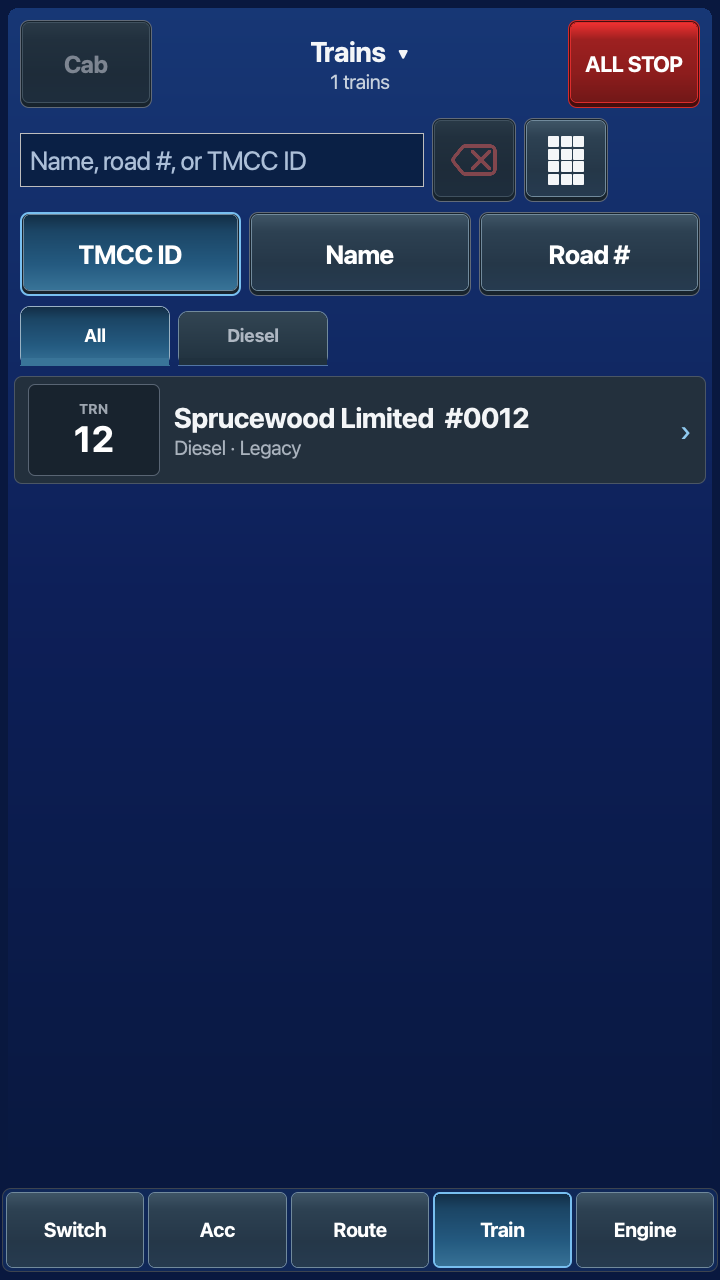 Cab
Trains ▼
1 trains
ALL STOP
Name, road #, or TMCC ID
TMCC ID
Name
Road #
All
Diesel
TRN
12
Sprucewood Limited #0012
Diesel · Legacy
›
Switch
Acc
Route
Train
Engine